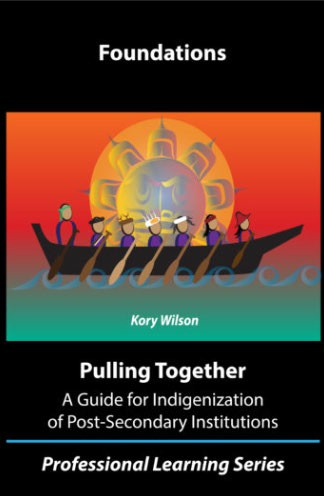 Foundations
Kory Wilson
Pulling Together
A Guide for Indigenization
of Post-Secondary Institutions
Professional Learning Series